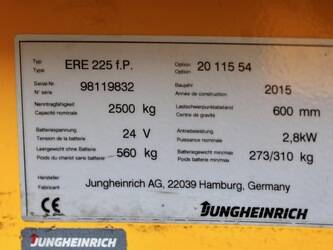 Typ
Type
ERE 225 f.P.
Option
Option
20 115 54
Serial-Nr
N° série
98119832
Baujahr
Année de construction
2015
Nenntragfähigkeit
Capacité nominale
2500 kg
Lastschwerpunktabstand
Centre de gravité
600 mm
Batteriespannung
Tension de la batterie
24 V
Antriebsleistung
Puissance nominale
2,8kW
Leergewicht ohne Batterie
Poids du chariot sans batterie
560 kg
Batteriegewicht min/max
Poids batterie min/max
273/310 kg
Hersteller
Fabricant
Jungheinrich AG, 22039 Hamburg, Germany
JUNGHEINRICH
JUNGHEINRICH